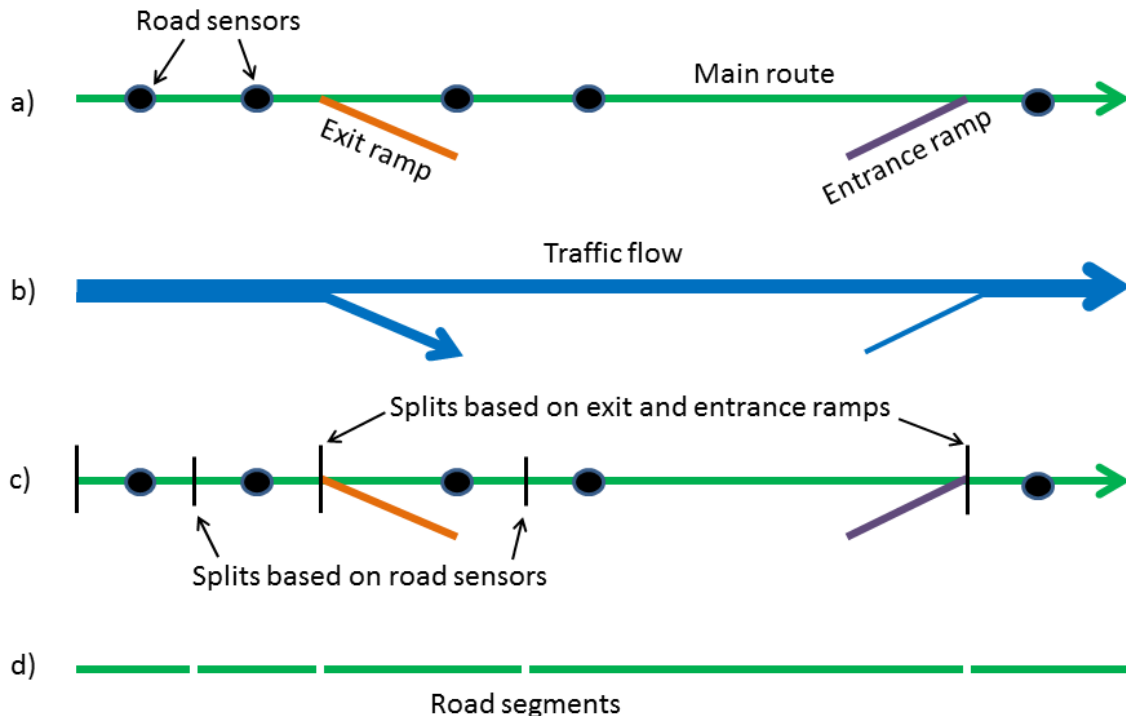 Road sensors
Main route
a)
Exit ramp
Entrance ramp
Traffic flow
b)
Splits based on exit and entrance ramps
c)
Splits based on road sensors
d)
Road segments